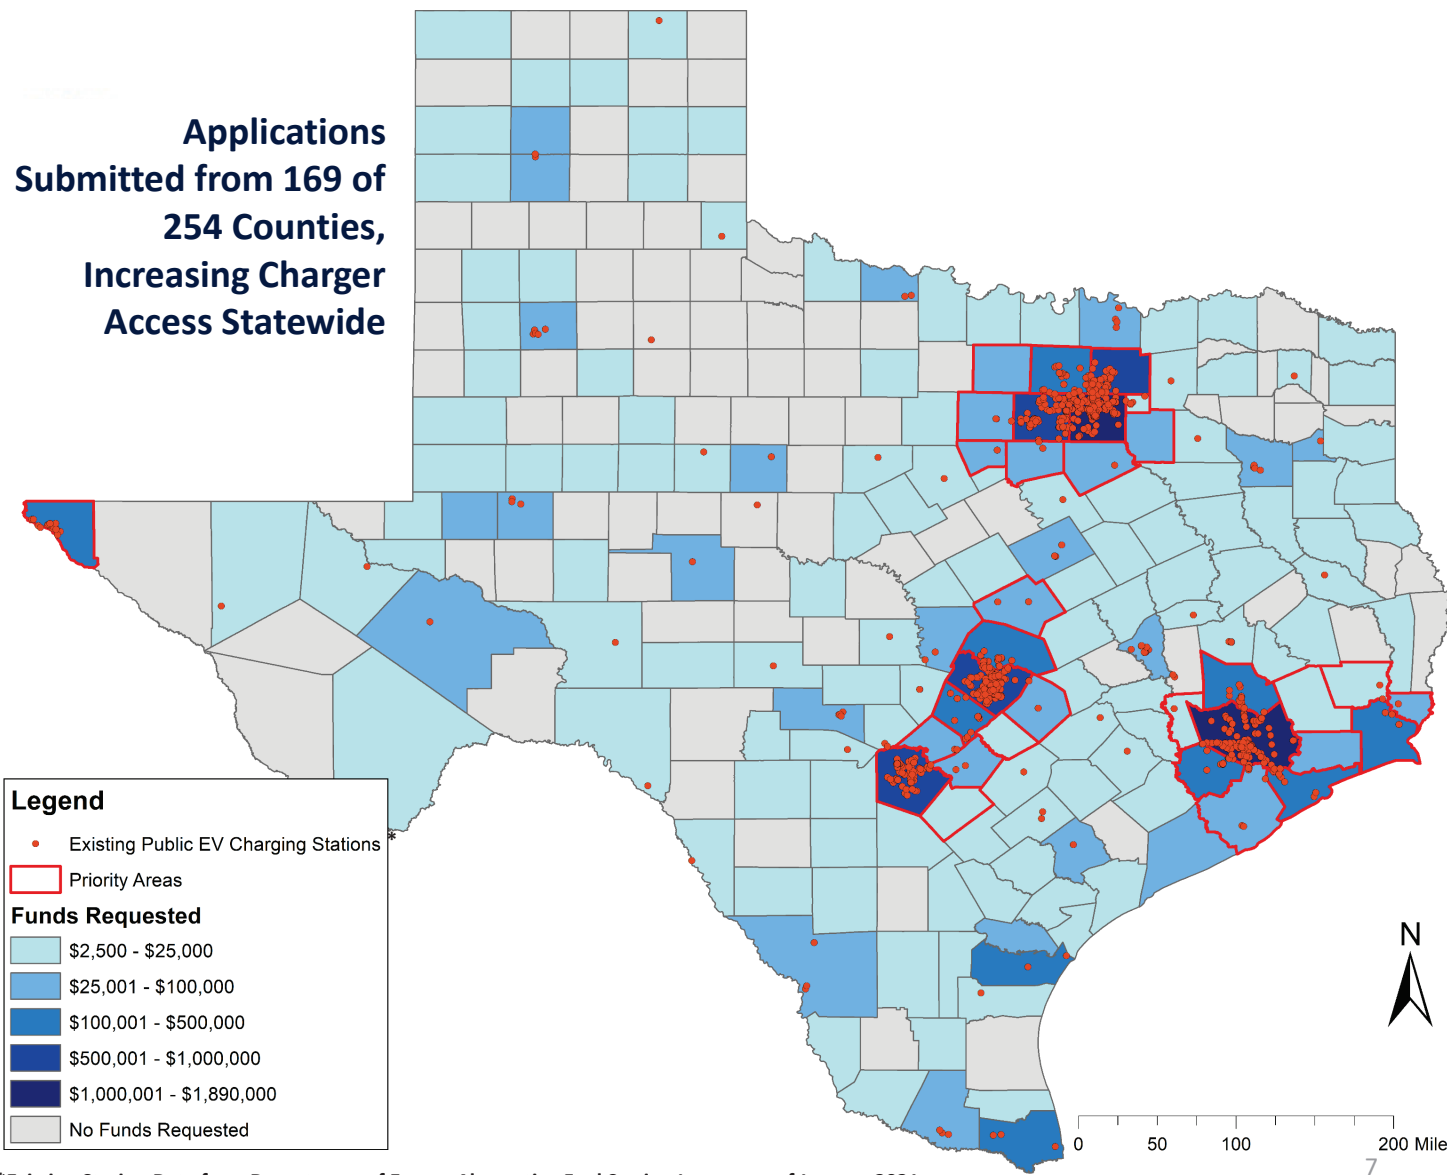 Applications
Submitted from 169 of
254 Counties,
Increasing Charger
Access Statewide
Legend
Existing Public EV Charging Stations *
Priority Areas
Funds Requested
$2,500 - $25,000
$25,001 - $100,000
$100,001 - $500,000
$500,001 - $1,000,000
$1,000,001 - $1,890,000
No Funds Requested
N
0 50 100 200 Mile
7